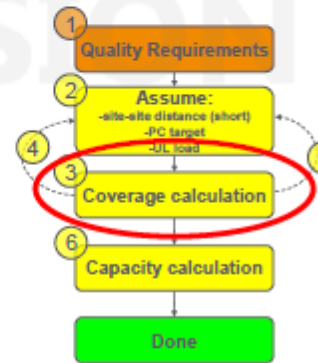 SION
1
Quality Requirements
2
Assume:
-site-site distance (short)
-PC target
-UL load
4
3
Coverage calculation
6
Capacity calculation
Done